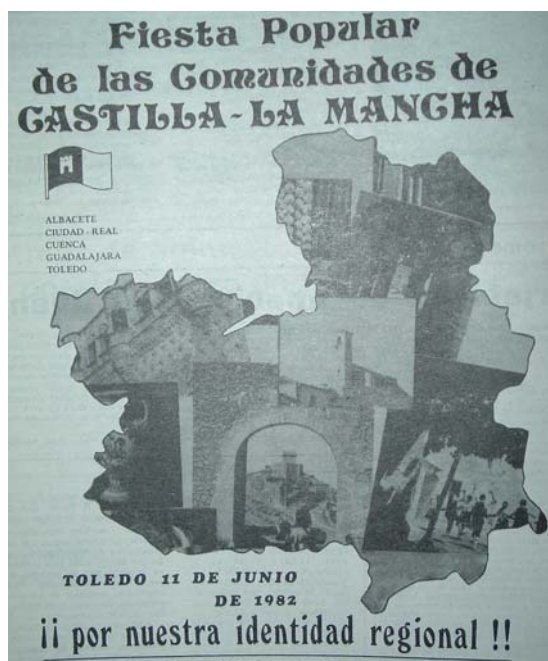 Fiesta Popular
de las Comunidades de
CASTILLA-LA MANCHA
ALBACETE
CIUDAD-REAL
CUENCA
GUADALAJARA
TOLEDO
TOLEDO 11 DE JUNIO
DE 1982
¡¡ por nuestra identidad regional !!